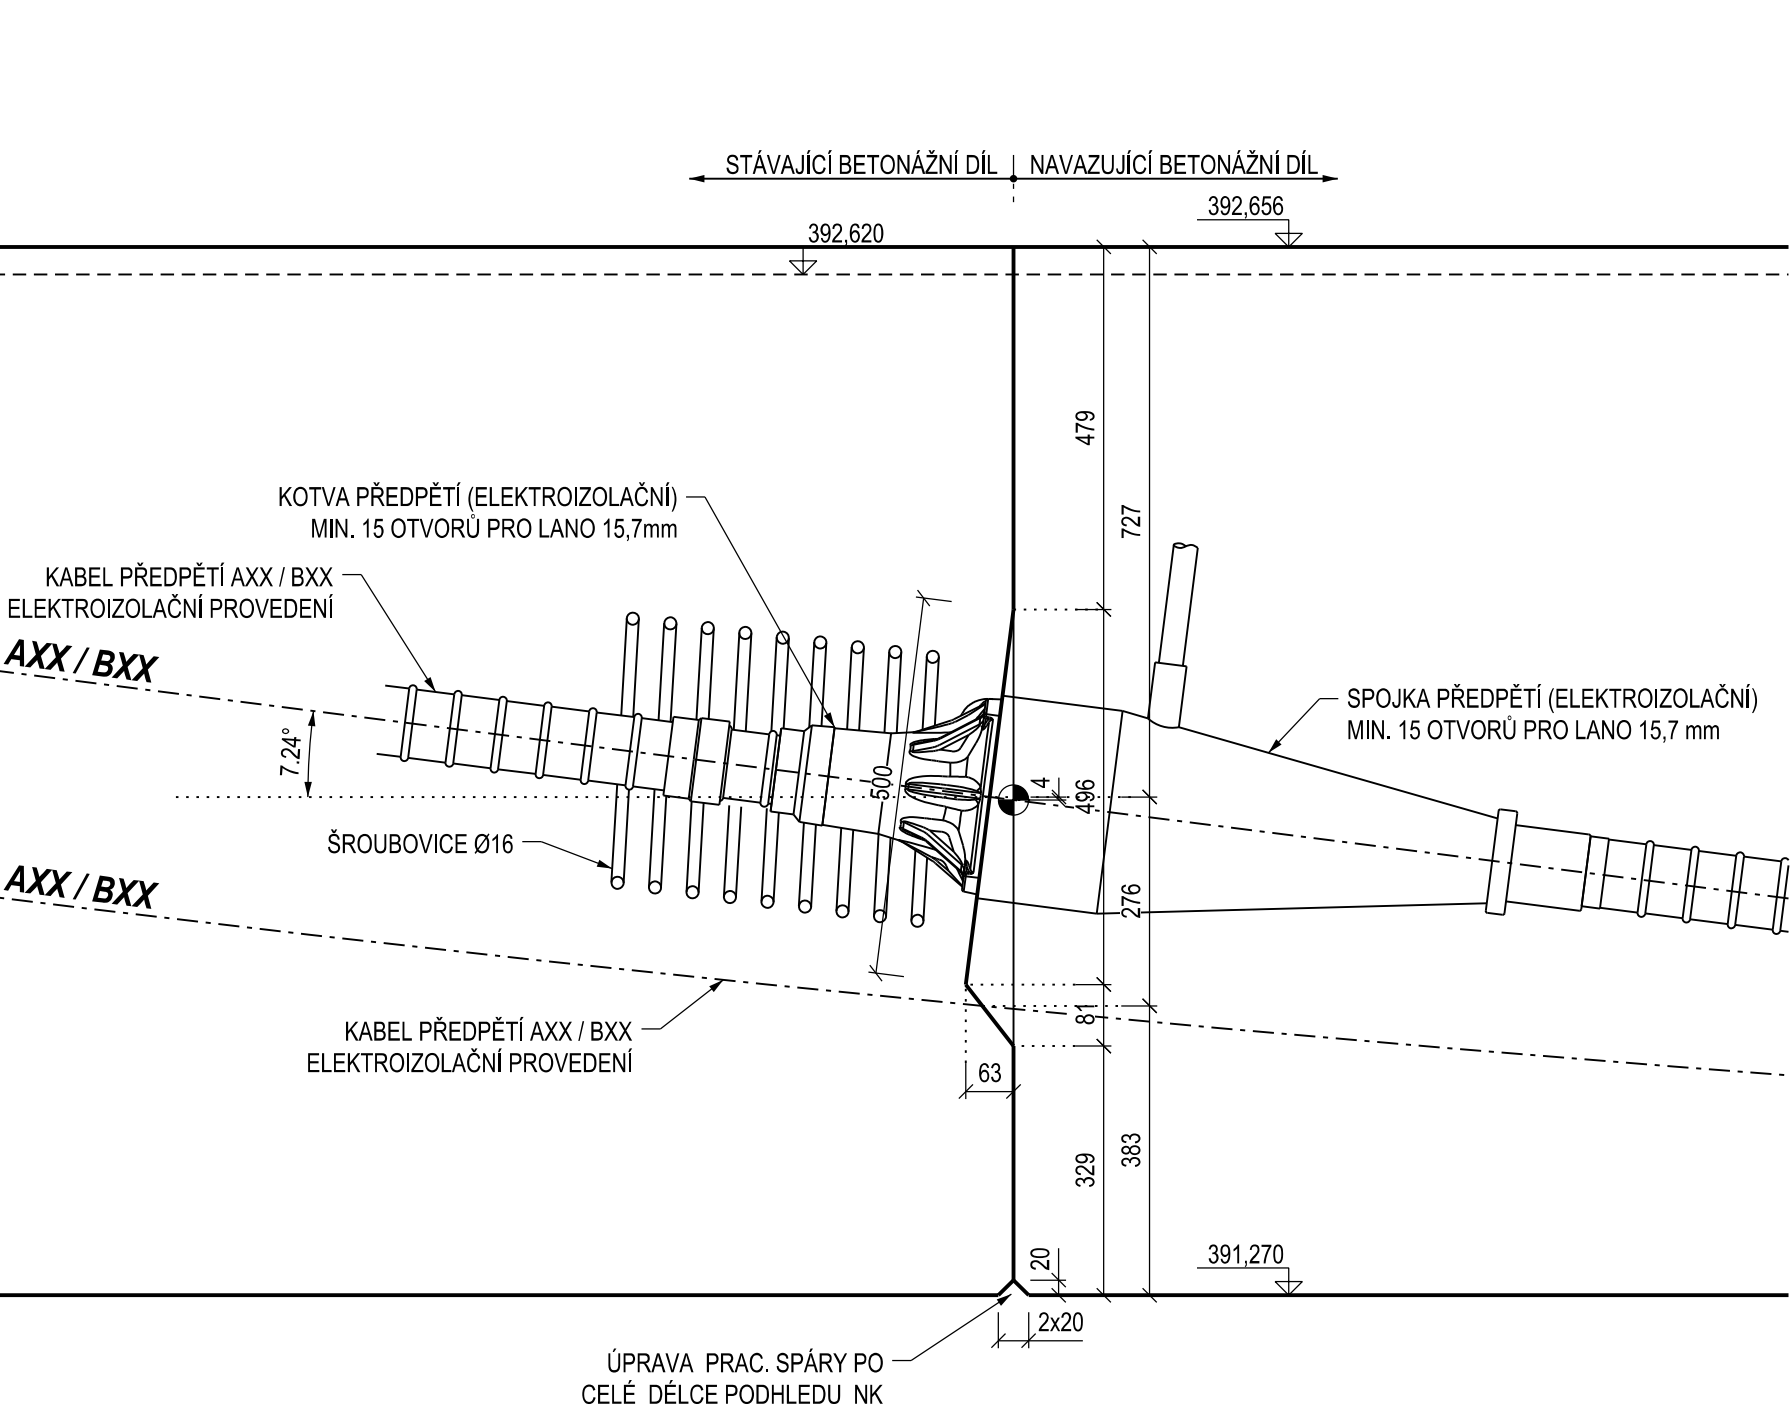 STÁVAJÍCÍ BETONÁŽNÍ DÍL
NAVAZUJÍCÍ BETONÁŽNÍ DÍL
392,656
392,620
479
727
KOTVA PŘEDPĚTÍ (ELEKTROIZOLAČNÍ)
MIN. 15 OTVORŮ PRO LANO 15,7mm
KABEL PŘEDPĚTÍ AXX / BXX
ELEKTROIZOLAČNÍ PROVEDENÍ
AXX / BXX
SPOJKA PŘEDPĚTÍ (ELEKTROIZOLAČNÍ)
MIN. 15 OTVORŮ PRO LANO 15,7 mm
7.24°
500
4
496
ŠROUBOVICE Ø16
AXX / BXX
276
81
KABEL PŘEDPĚTÍ AXX / BXX
ELEKTROIZOLAČNÍ PROVEDENÍ
63
329
383
20
391,270
2x20
ÚPRAVA PRAC. SPÁRY PO
CELÉ DÉLCE PODHLEDU NK